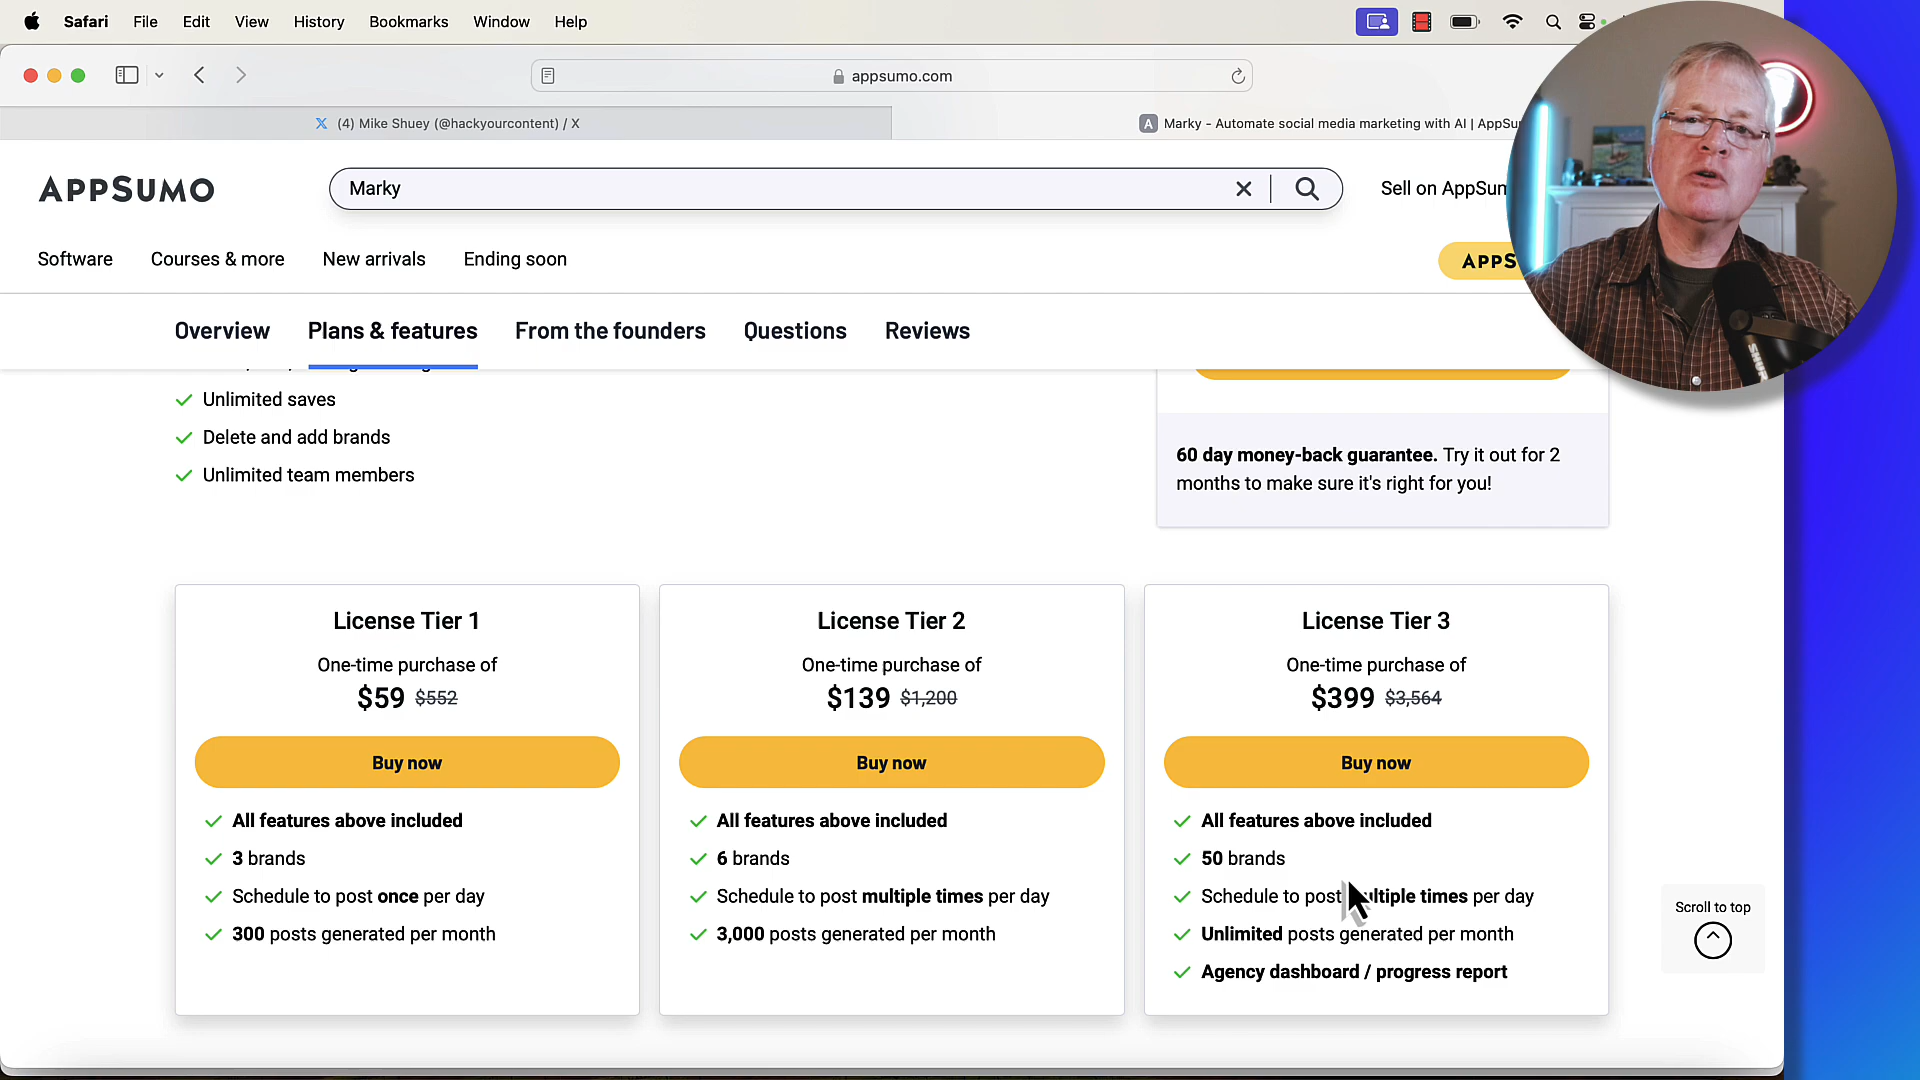 Safari File Edit View History Bookmarks Window Help
appsumo.com
(4) Mike Shuey (@hackyourcontent) / X
A Marky - Automate social media marketing with AI | AppSu
APPSUMO
Marky
Sell on AppSum
Software Courses & more New arrivals Ending soon
APPS
Overview Plans & features From the founders Questions Reviews
Unlimited saves
Delete and add brands
Unlimited team members
60 day money-back guarantee. Try it out for 2
months to make sure it's right for you!
License Tier 1
One-time purchase of
$59 $552
Buy now
All features above included
3 brands
Schedule to post once per day
300 posts generated per month
License Tier 2
One-time purchase of
$139 $1,200
Buy now
All features above included
6 brands
Schedule to post multiple times per day
3,000 posts generated per month
License Tier 3
One-time purchase of
$399 $3,564
Buy now
All features above included
50 brands
Schedule to post multiple times per day
Unlimited posts generated per month
Agency dashboard / progress report
Scroll to top
SHURE